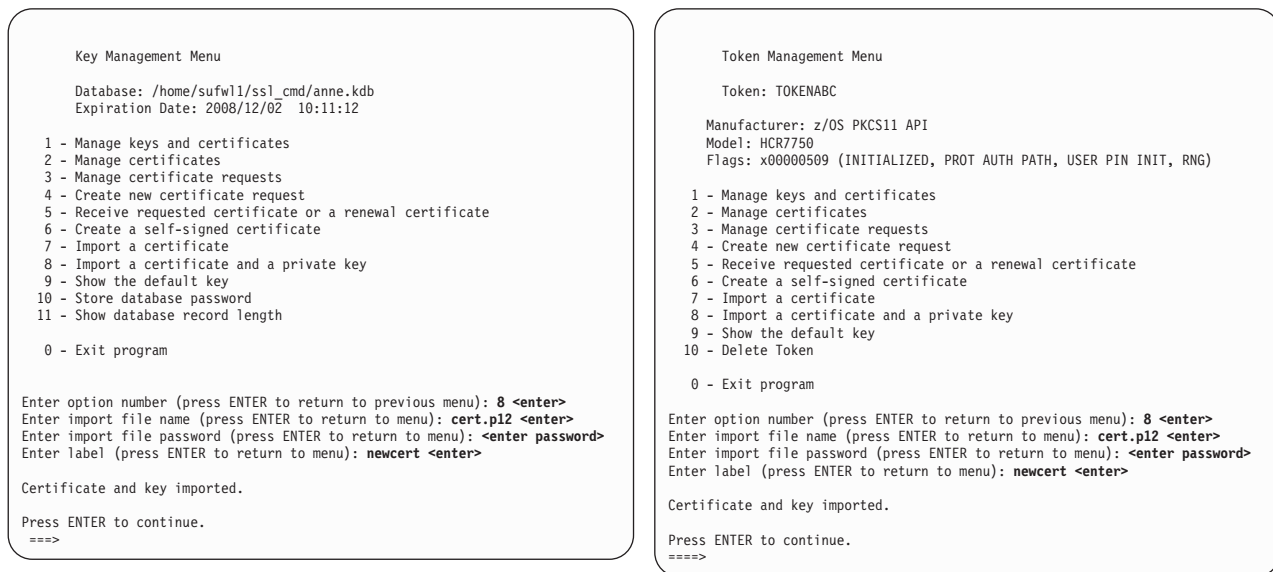 Key Management Menu
Database: /home/sufwl1/ssl_cmd/anne.kdb
Expiration Date: 2008/12/02 10:11:12
1 - Manage keys and certificates
2 - Manage certificates
3 - Manage certificate requests
4 - Create new certificate request
5 - Receive requested certificate or a renewal certificate
6 - Create a self-signed certificate
7 - Import a certificate
8 - Import a certificate and a private key
9 - Show the default key
10 - Store database password
11 - Show database record length
0 - Exit program
Enter option number (press ENTER to return to previous menu): 8 <enter>
Enter import file name (press ENTER to return to menu): cert.p12 <enter>
Enter import file password (press ENTER to return to menu): <enter password>
Enter label (press ENTER to return to menu): newcert <enter>
Certificate and key imported.
Press ENTER to continue.
===>
Token Management Menu
Token: TOKENABC
Manufacturer: z/OS PKCS11 API
Model: HCR7750
Flags: x00000509 (INITIALIZED, PROT AUTH PATH, USER PIN INIT, RNG)
1 - Manage keys and certificates
2 - Manage certificates
3 - Manage certificate requests
4 - Create new certificate request
5 - Receive requested certificate or a renewal certificate
6 - Create a self-signed certificate
7 - Import a certificate
8 - Import a certificate and a private key
9 - Show the default key
10 - Delete Token
0 - Exit program
Enter option number (press ENTER to return to previous menu): 8 <enter>
Enter import file name (press ENTER to return to menu): cert.p12 <enter>
Enter import file password (press ENTER to return to menu): <enter password>
Enter label (press ENTER to return to menu): newcert <enter>
Certificate and key imported.
Press ENTER to continue.
====>